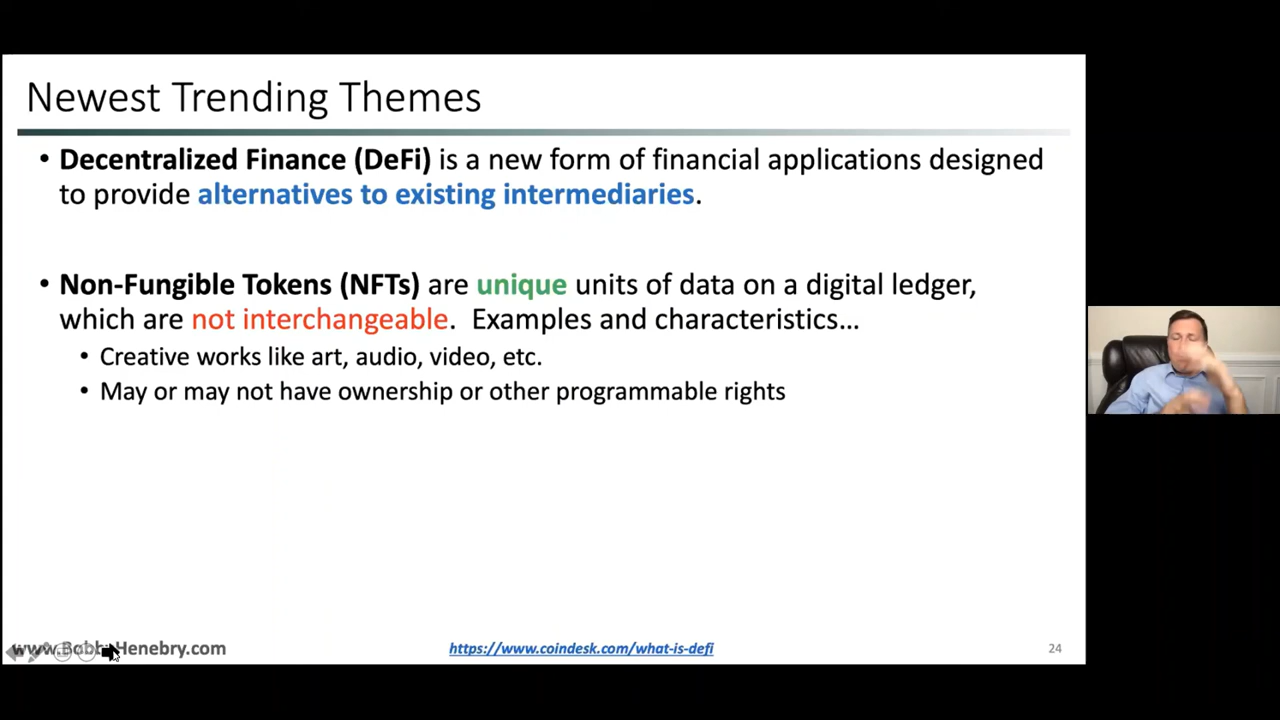 Newest Trending Themes
• Decentralized Finance (DeFi) is a new form of financial applications designed
to provide alternatives to existing intermediaries.
• Non-Fungible Tokens (NFTs) are unique units of data on a digital ledger,
which are not interchangeable. Examples and characteristics...
• Creative works like art, audio, video, etc.
• May or may not have ownership or other programmable rights
www.BobbyHenebry.com
https://www.coindesk.com/what-is-defi
24